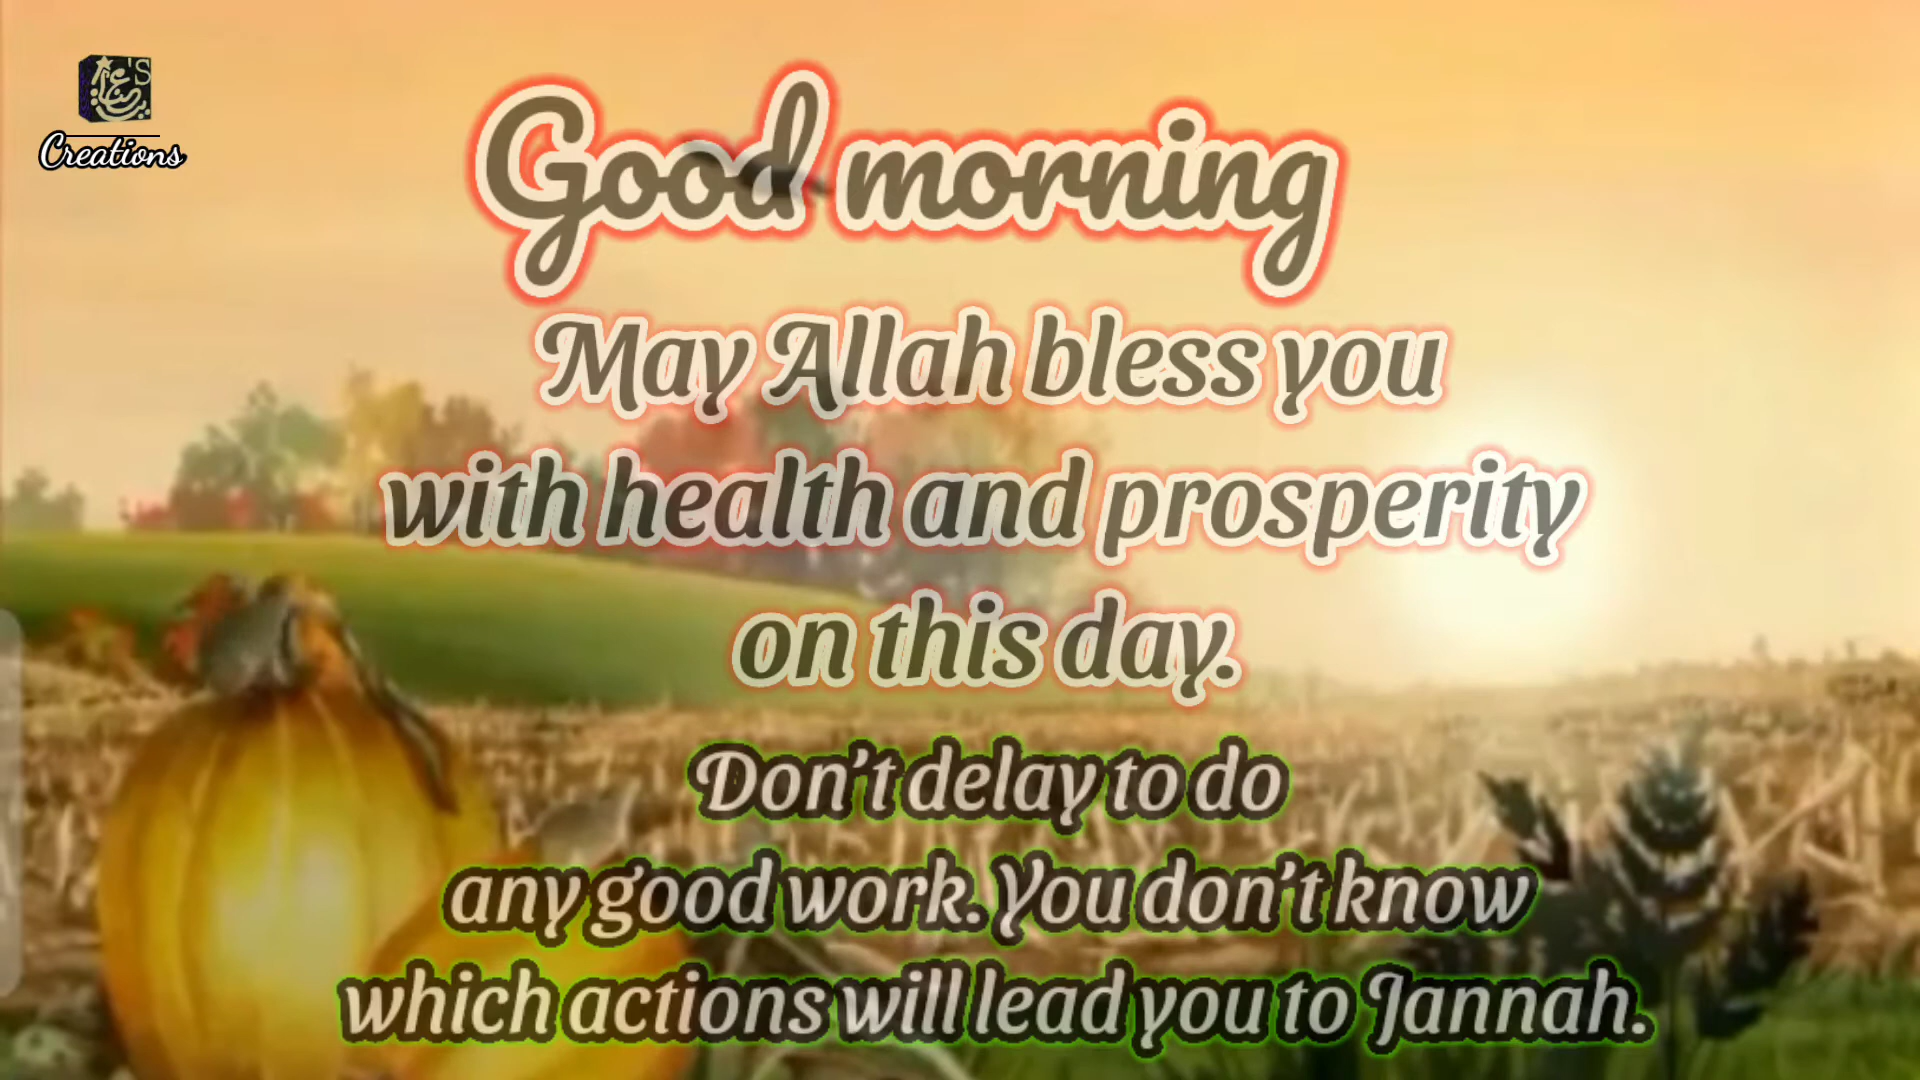 'S
Creations
Good morning
May Allah bless you
with health and prosperity
on this day.
Don't delay to do
any good work. You don't know
which actions will lead you to Jannah.